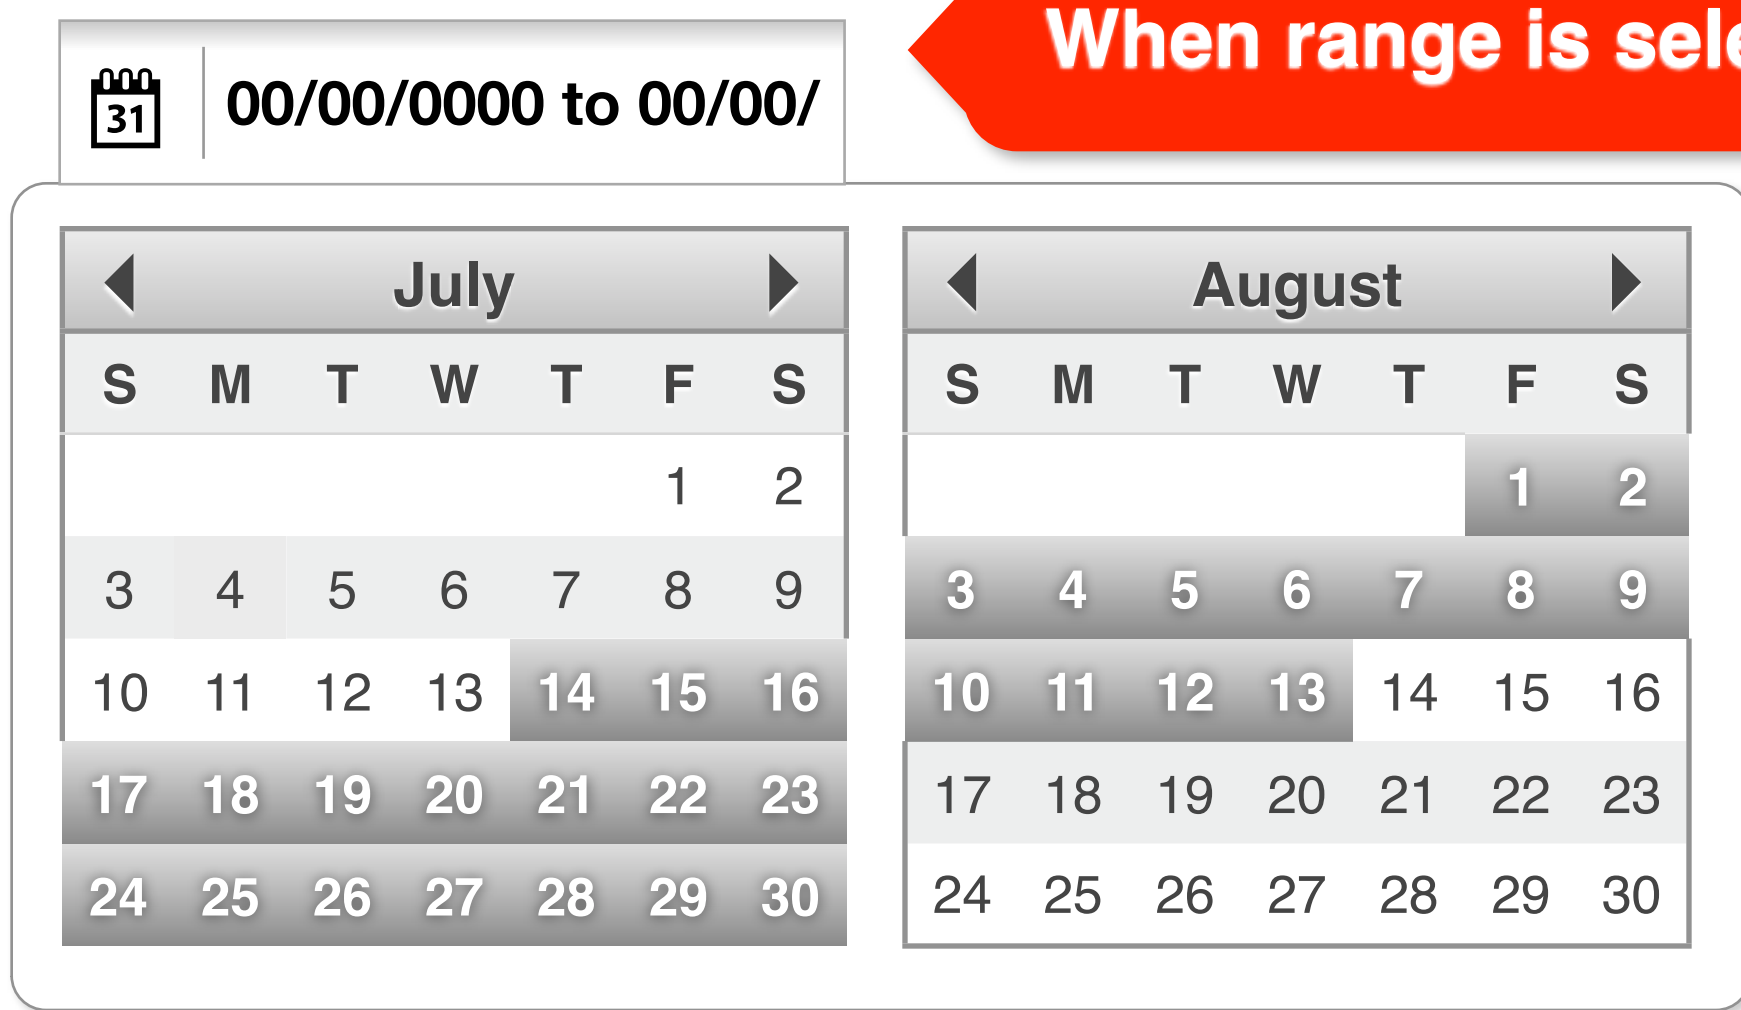 When range is sele
31
00/00/0000 to 00/00/
July
S M T W T F S
1 2
3 4 5 6 7 8 9
10 11 12 13 14 15 16
17 18 19 20 21 22 23
24 25 26 27 28 29 30
August
S M T W T F S
1 2
3 4 5 6 7 8 9
10 11 12 13 14 15 16
17 18 19 20 21 22 23
24 25 26 27 28 29 30